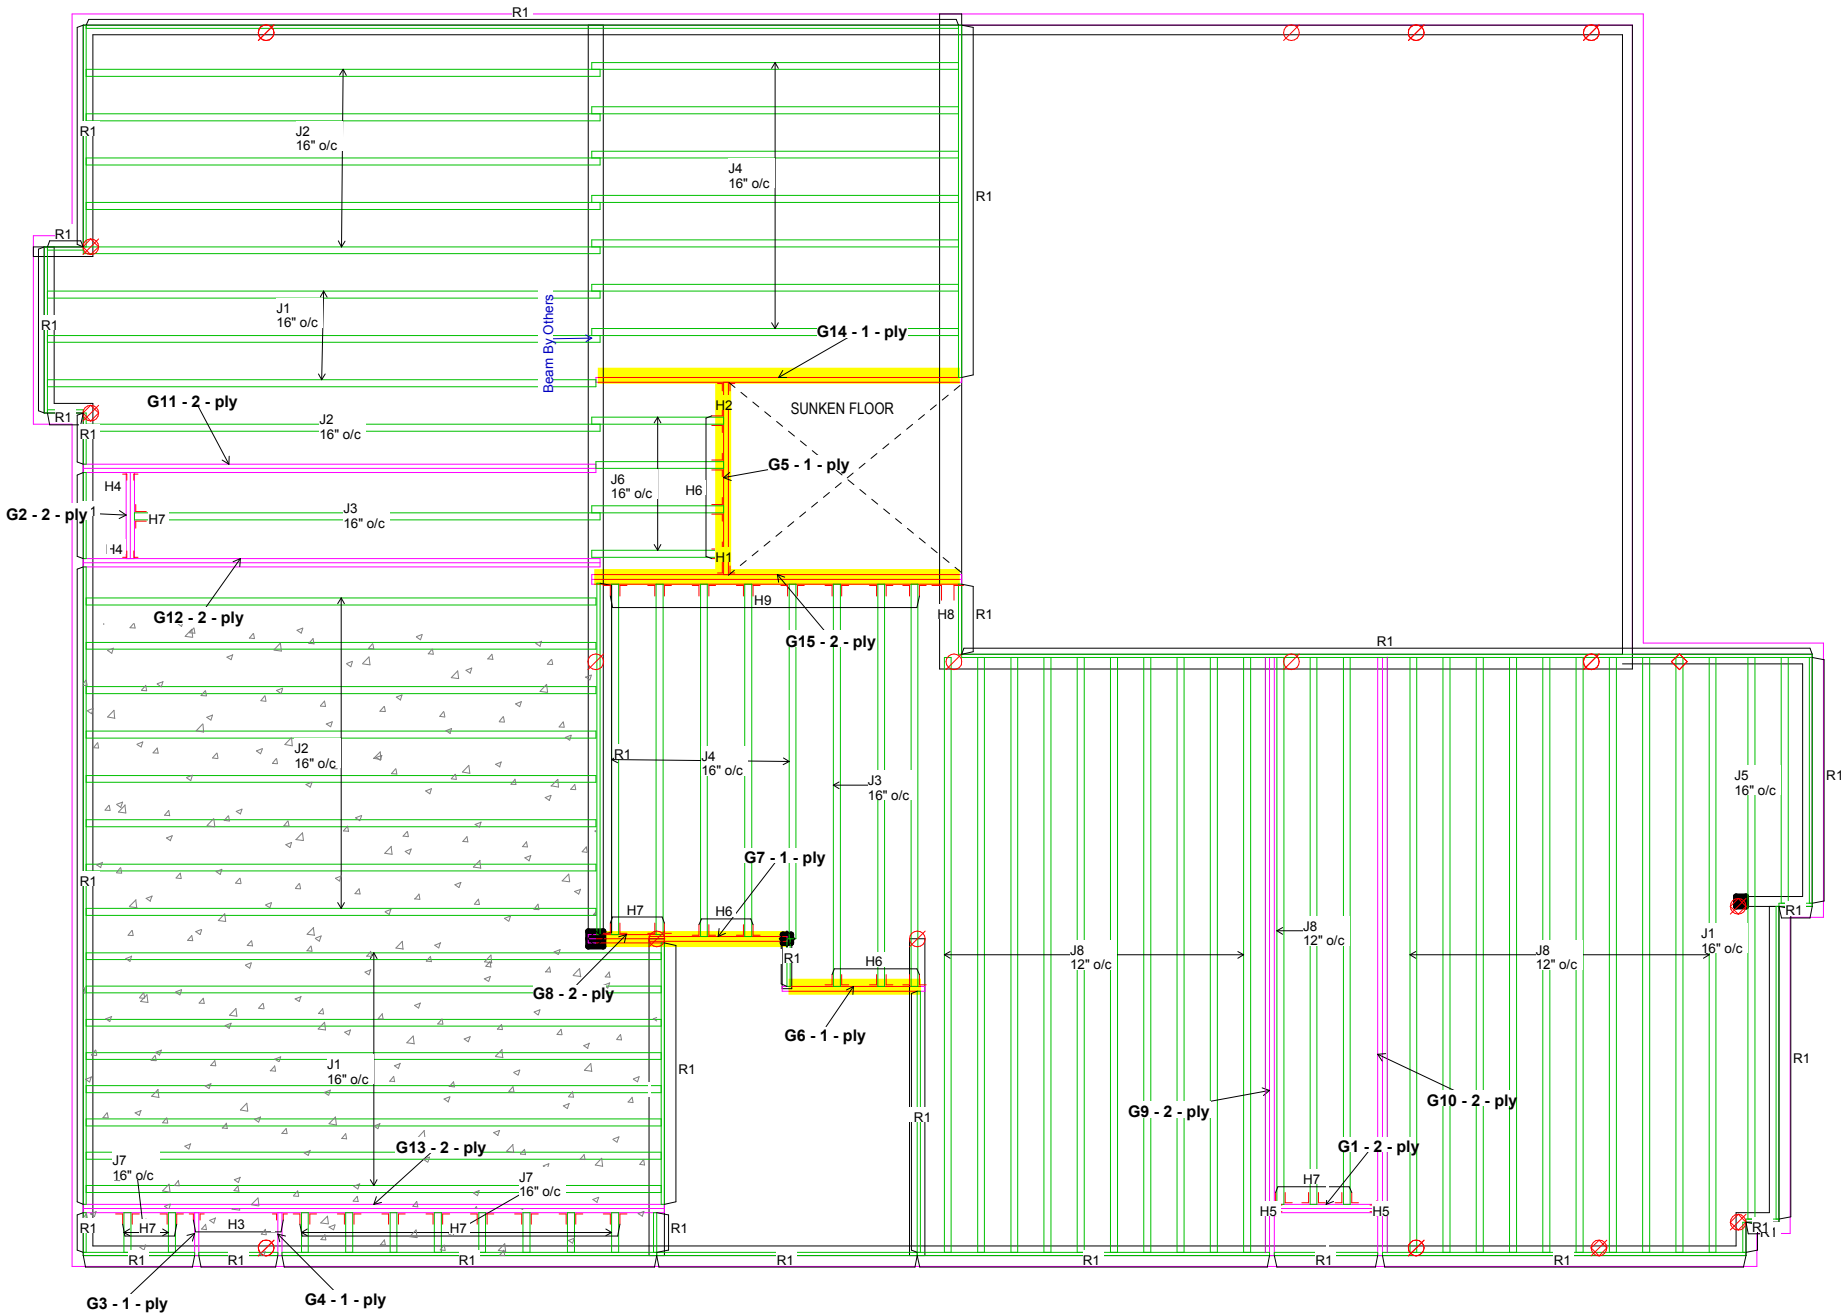 R1
R1
J2
16" o/c
J4
16" o/c
R1
R1
R1
J1
16" o/c
Beam By Others
G14 - 1 - ply
R1
G11 - 2 - ply
H2
SUNKEN FLOOR
R1
J2
16" o/c
G5 - 1 - ply
H4
J6
16" o/c
H6
G2 - 2 - ply
1
H7
J3
16" o/c
H4
H1
G12 - 2 - ply
H9
H8
R1
G15 - 2 - ply
R1
J2
16" o/c
R1
J4
16" o/c
J3
16" o/c
J5
16" o/c
R1
G7 - 1 - ply
R1
H7
H6
R1
J8
12" o/c
J8
12" o/c
J8
12" o/c
J1
16" o/c
R1
H6
G8 - 2 - ply
G6 - 1 - ply
J1
16" o/c
R1
R1
G9 - 2 - ply
G10 - 2 - ply
R1
G13 - 2 - ply
G1 - 2 - ply
J7
16" o/c
J7
16" o/c
H7
H5
H5
R1
H7
H3
H7
R1
R1
R1
R1
R1
R1
R1
R1
R1
R1
G3 - 1 - ply
G4 - 1 - ply